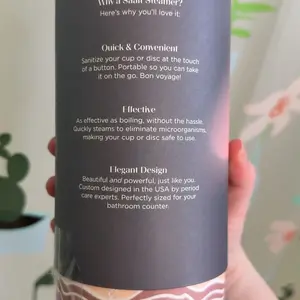 Why a Saalt Steamer?
Here's why you'll love it:
Quick & Convenient
Sanitize your cup or disc at the touch
of a button. Portable so you can take
it on the go. Bon voyage!
Effective
As effective as boiling, without the hassle.
Quickly steams to eliminate microorganisms,
making your cup or disc safe to use.
Elegant Design
Beautiful and powerful, just like you.
Custom designed in the USA by period
care experts. Perfectly sized for your
bathroom counter.